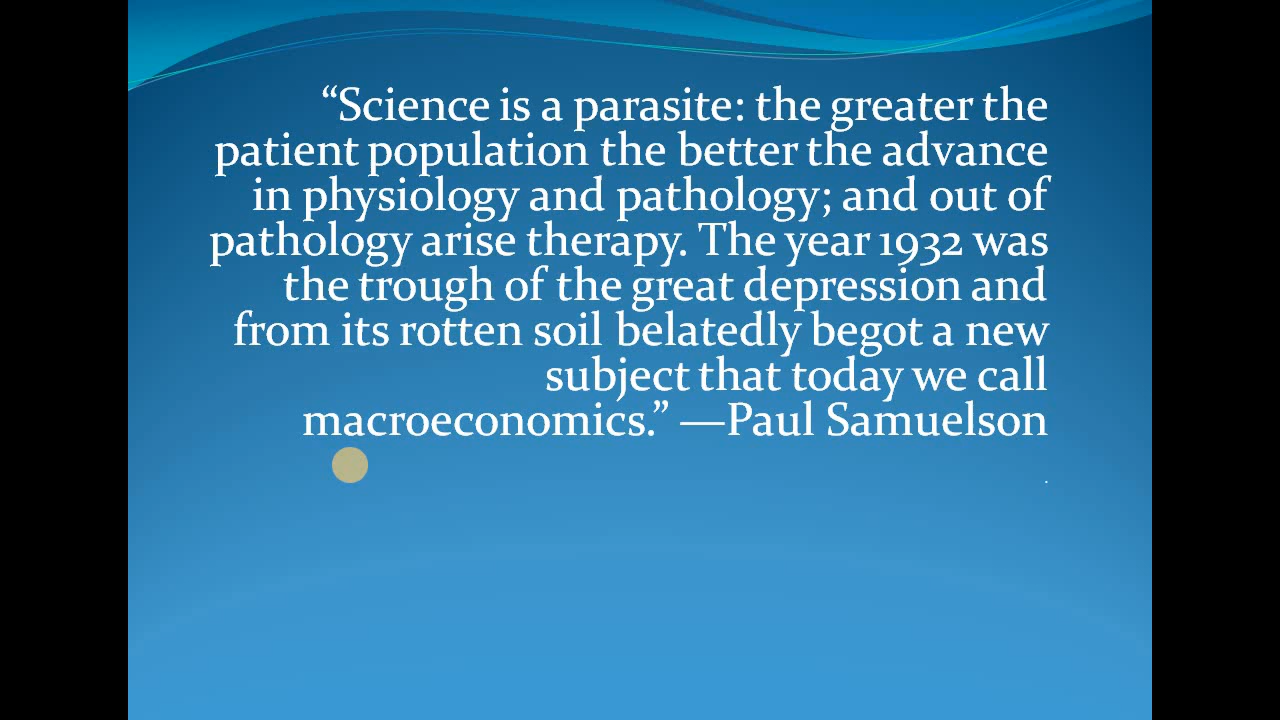 “Science is a parasite: the greater the
patient population the better the advance
in physiology and pathology; and out of
pathology arise therapy. The year 1932 was
the trough of the great depression and
from its rotten soil belatedly begot a new
subject that today we call
macroeconomics.” —Paul Samuelson
.